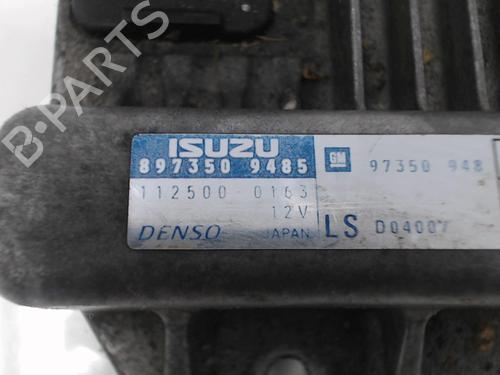 B-PARTS
ISUZU
897350 9485
112500-0163
12V
DENSO JAPAN
GM 97350 948
LS D04007